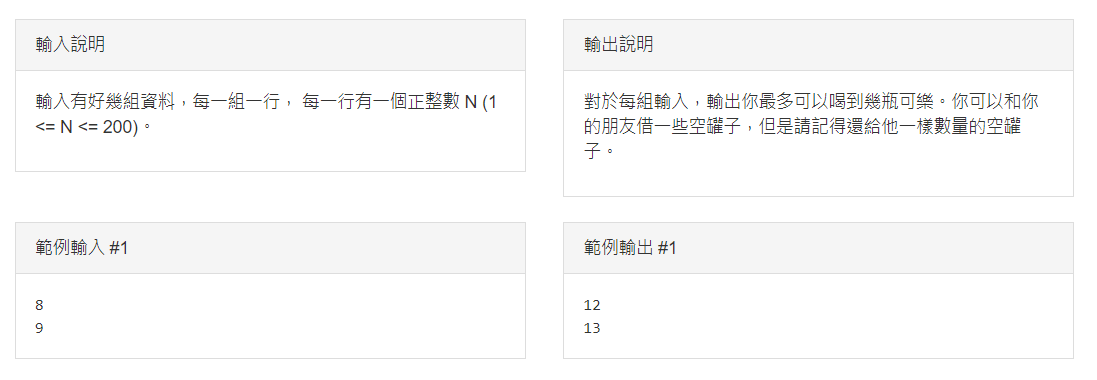 輸入說明
輸入有好幾組資料，每一組一行， 每一行有一個正整數 N (1
<= N <= 200)。
輸出說明
對於每組輸入，輸出你最多可以喝到幾瓶可樂。你可以和你
的朋友借一些空罐子，但是請記得還給他一樣數量的空罐
子。
範例輸入 #1
8
9
範例輸出 #1
12
13